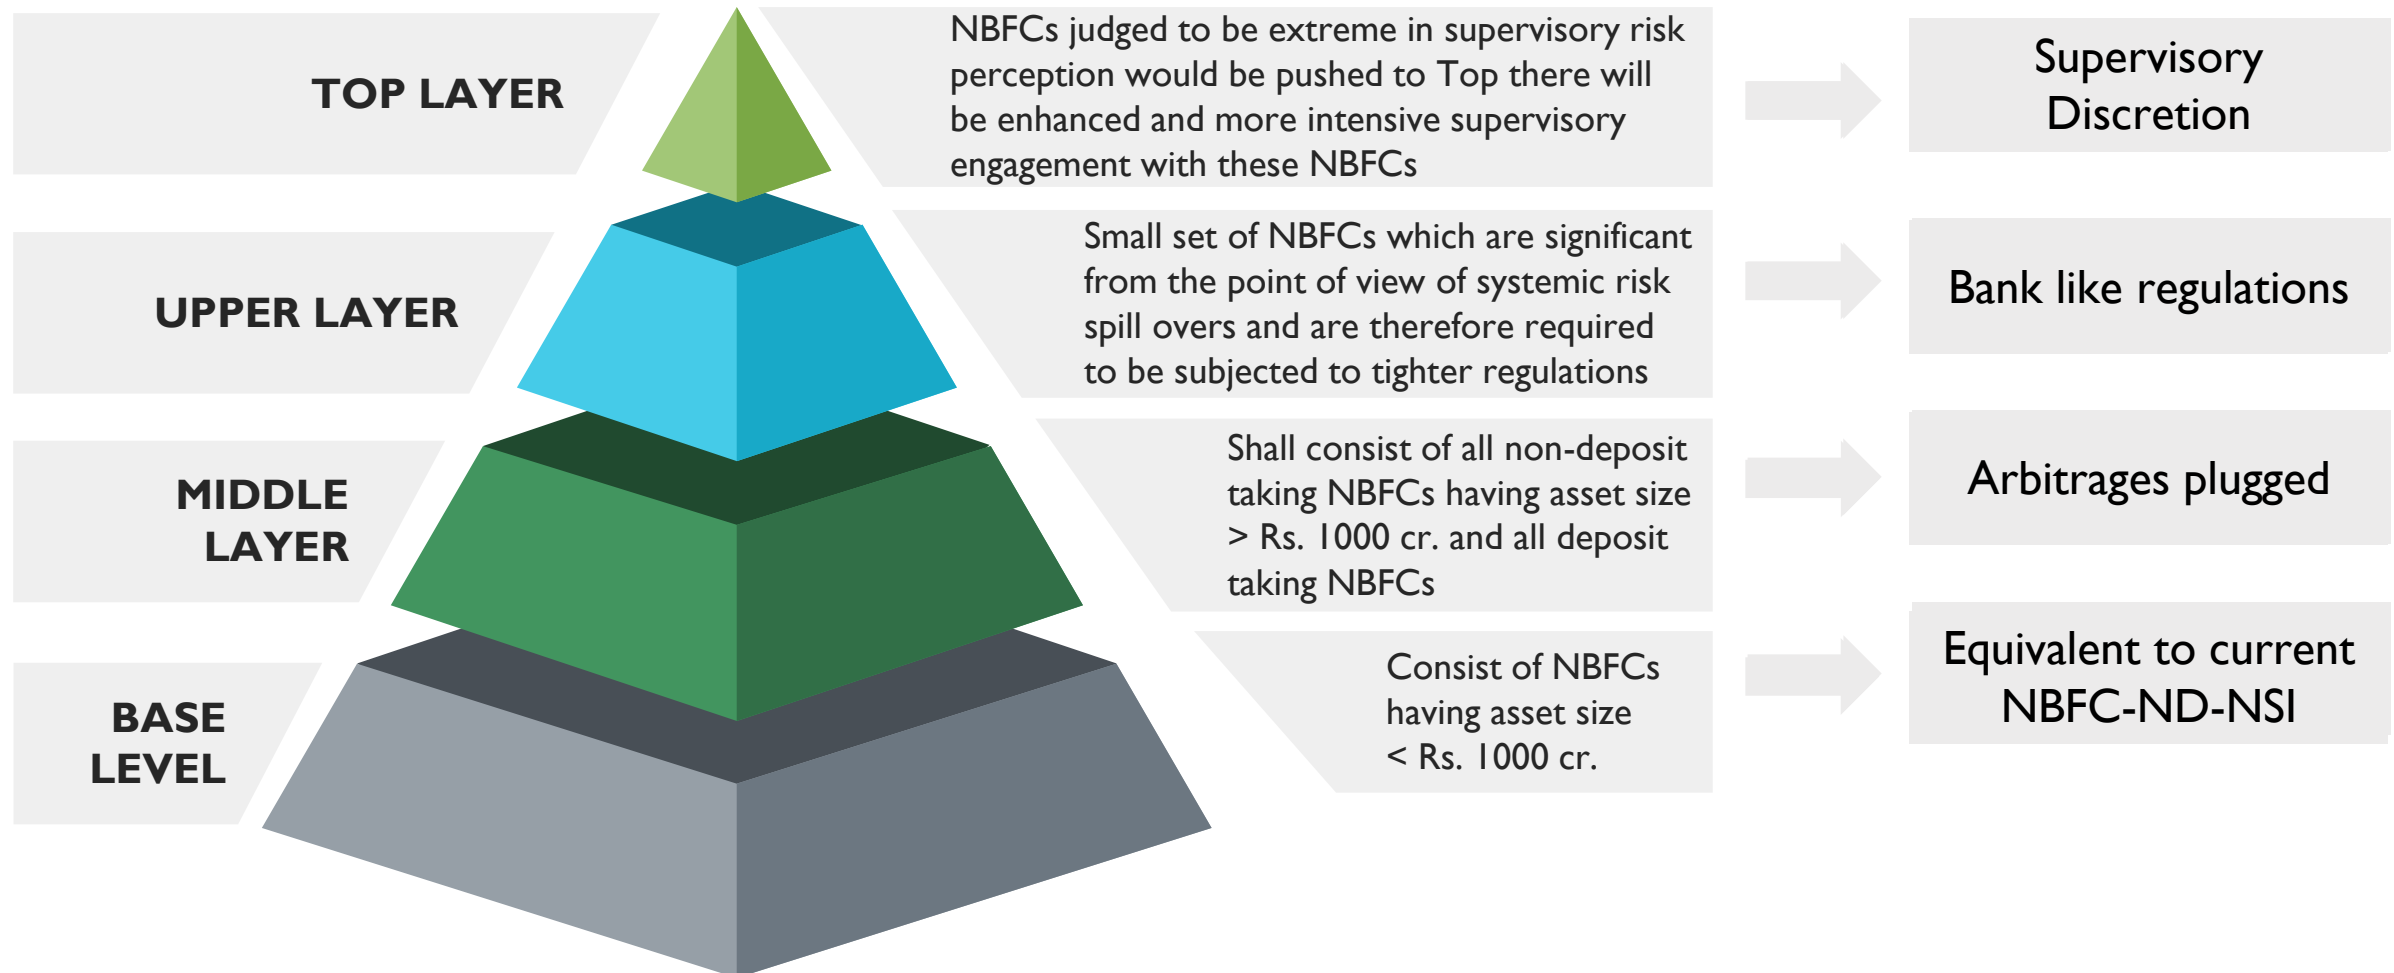 TOP LAYER
NBFCs judged to be extreme in supervisory risk
perception would be pushed to Top there will
be enhanced and more intensive supervisory
engagement with these NBFCs
Supervisory
Discretion
UPPER LAYER
Small set of NBFCs which are significant
from the point of view of systemic risk
spill overs and are therefore required
to be subjected to tighter regulations
Bank like regulations
MIDDLE
LAYER
Shall consist of all non-deposit
taking NBFCs having asset size
> Rs. 1000 cr. and all deposit
taking NBFCs
Arbitrages plugged
BASE
LEVEL
Consist of NBFCs
having asset size
< Rs. 1000 cr.
Equivalent to current
NBFC-ND-NSI